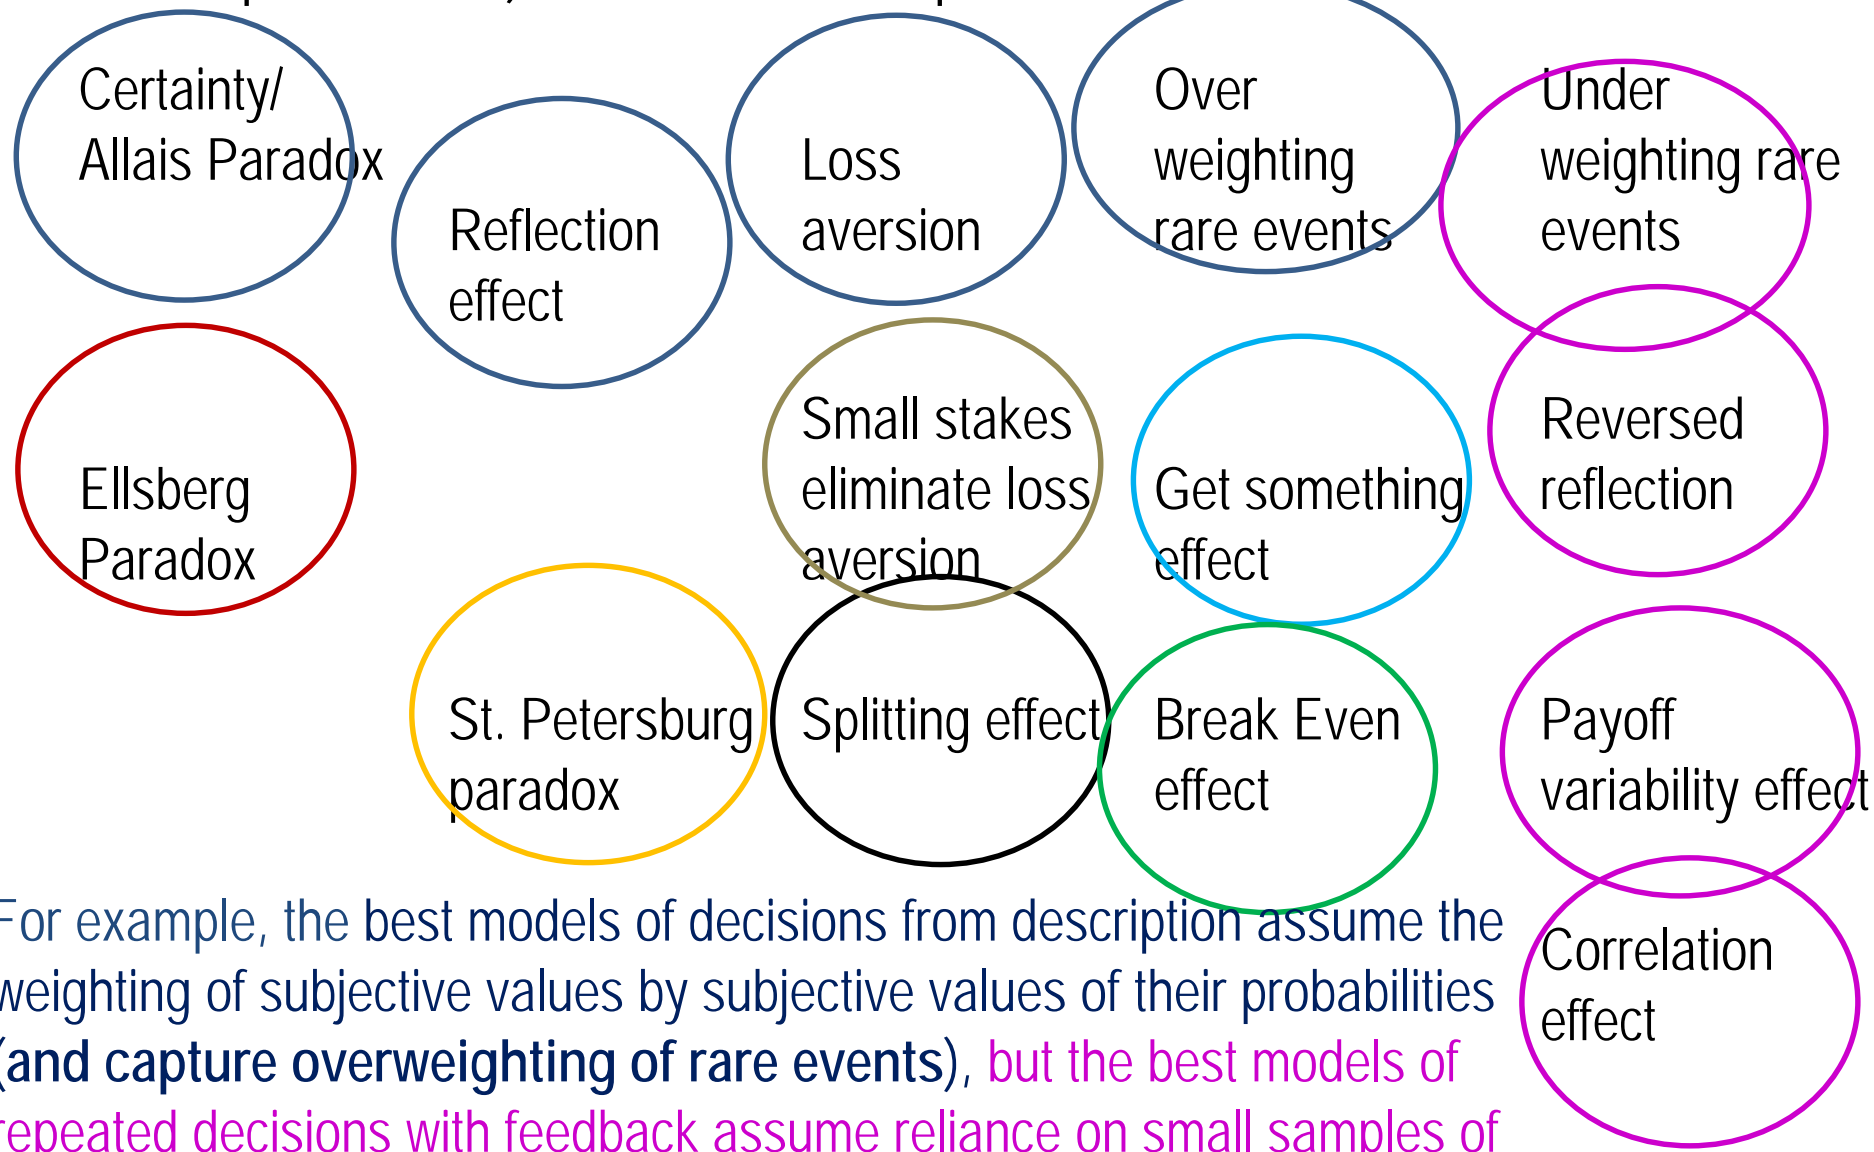 Certainty/
Allais Paradox
Reflection
effect
Loss
aversion
Over
weighting
rare events
Under
weighting rare
events
Ellsberg
Paradox
Small stakes
eliminate loss
aversion
Get something
effect
Reversed
reflection
St. Petersburg
paradox
Splitting effect
Break Even
effect
Payoff
variability effect
Correlation
effect
For example, the best models of decisions from description assume the
weighting of subjective values by subjective values of their probabilities
(and capture overweighting of rare events), but the best models of
repeated decisions with feedback assume reliance on small samples of